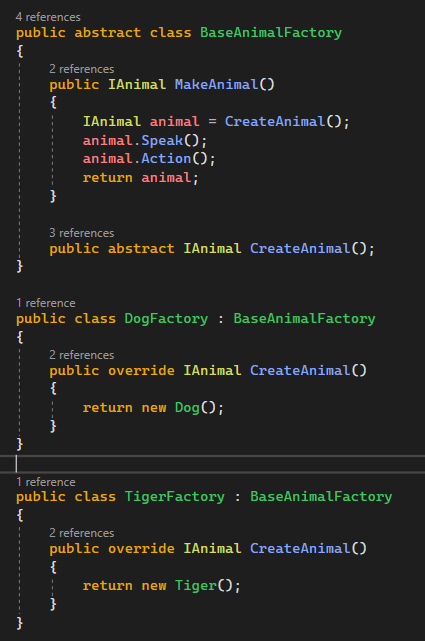 4 references
public abstract class BaseAnimalFactory
{
2 references
public IAnimal MakeAnimal()
{
IAnimal animal = CreateAnimal();
animal.Speak();
animal.Action();
return animal;
}
3 references
public abstract IAnimal CreateAnimal();
}
1 reference
public class DogFactory : BaseAnimalFactory
{
2 references
public override IAnimal CreateAnimal()
{
return new Dog();
}
}
1 reference
public class TigerFactory : BaseAnimalFactory
{
2 references
public override IAnimal CreateAnimal()
{
return new Tiger();
}
}